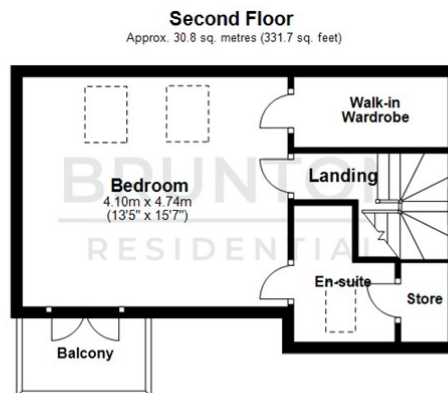 Second Floor
Approx. 30.8 sq. metres (331.7 sq. feet)
Walk-in
Wardrobe
Landing
BRUNTON
RESIDENTIAL
Bedroom
4.10m x 4.74m
(13'5" x 15'7")
En-suite
Store
Balcony